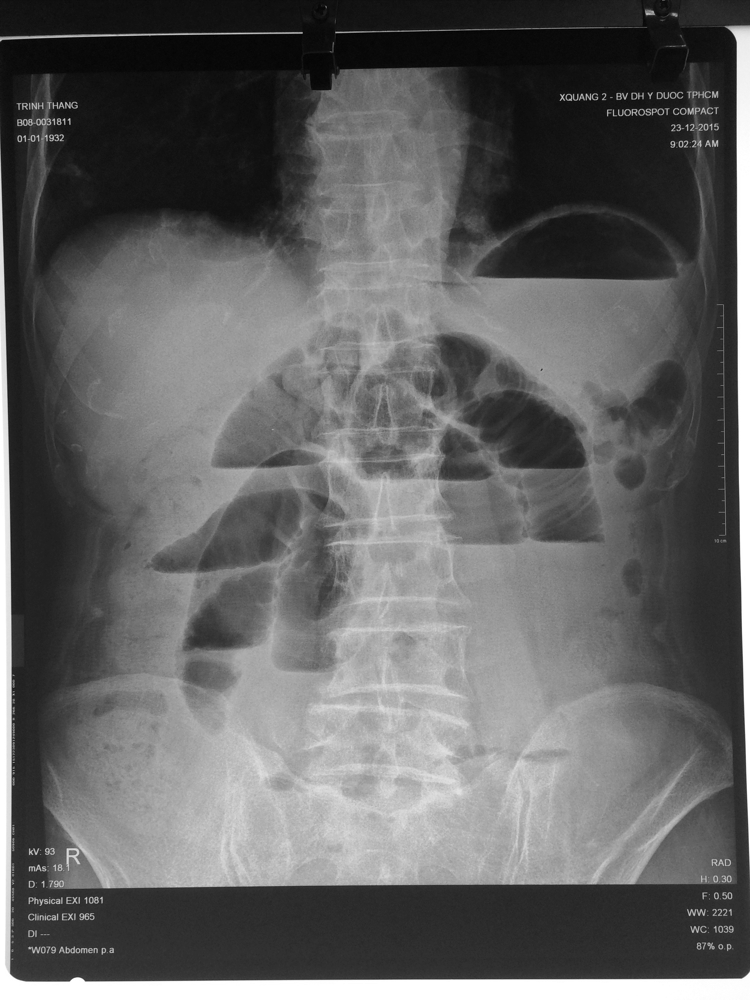 TRINH THANG
B08-0031811
01-01-1932
XQUANG 2 - BV DH Y DUOC TPHCM
FLUOROSPOT COMPACT
23-12-2015
9:02:24 AM
10 cm
kV: 93
R
mAs: 18.1
D: 1.790
Physical EXI 1081
Clinical EXI 965
DI ---
*W079 Abdomen p.a
RAD
H: 0.30
F: 0.50
WW: 2221
WC: 1039
87% o.p.